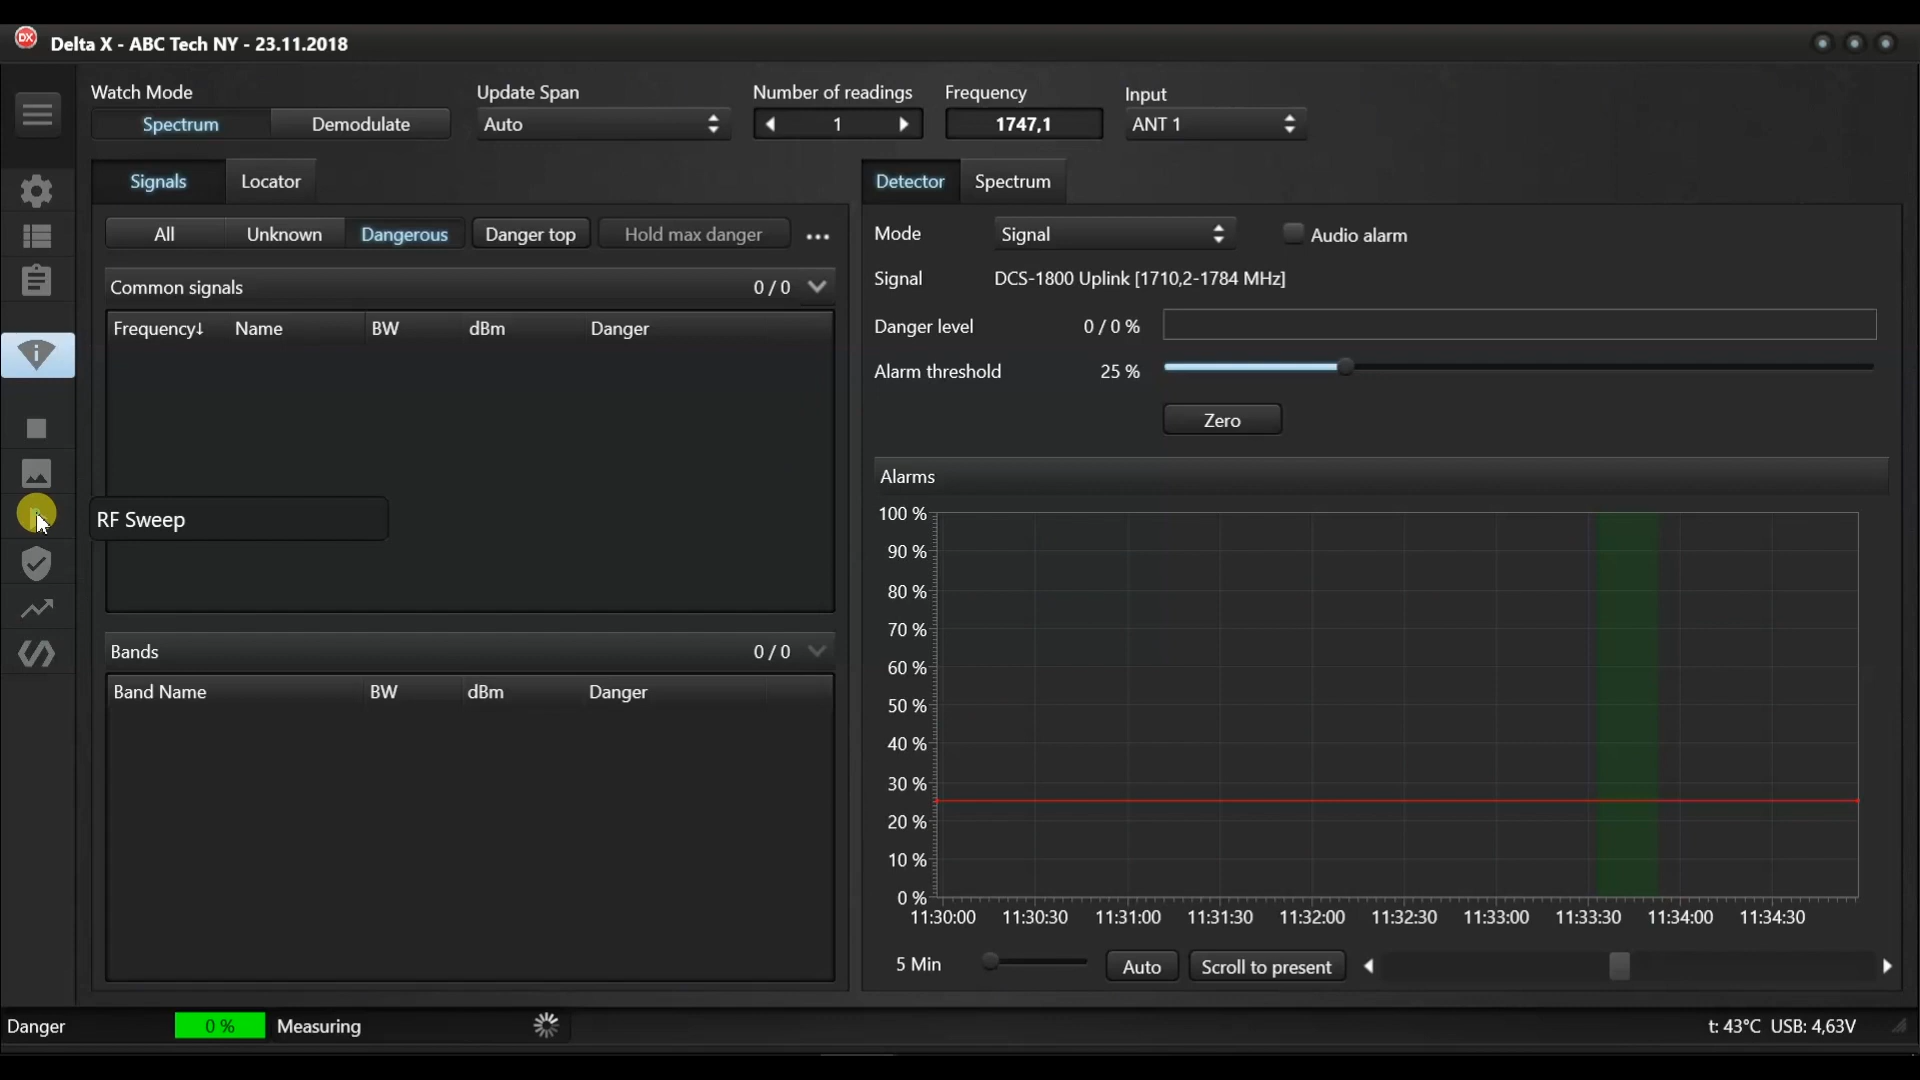 DX Delta X - ABC Tech NY - 23.11.2018
Watch Mode
Update Span
Number of readings
Frequency
Input
Spectrum
Demodulate
Auto
1
1747,1
ANT 1
Signals
Locator
Detector
Spectrum
All
Unknown
Dangerous
Danger top
Hold max danger
...
Mode
Signal
Audio alarm
Common signals
0 / 0
Signal
DCS-1800 Uplink [1710,2-1784 MHz]
Frequency↓
Name
BW
dBm
Danger
Danger level
0 / 0 %
Alarm threshold
25 %
Zero
Alarms
RF Sweep
100 %
90 %
80 %
70 %
60 %
50 %
40 %
30 %
20 %
10 %
0 %
11:30:00 11:30:30 11:31:00 11:31:30 11:32:00 11:32:30 11:33:00 11:33:30 11:34:00 11:34:30
Bands
0 / 0
Band Name
BW
dBm
Danger
5 Min
Auto
Scroll to present
Danger
0 %
Measuring
t: 43°C USB: 4,63V